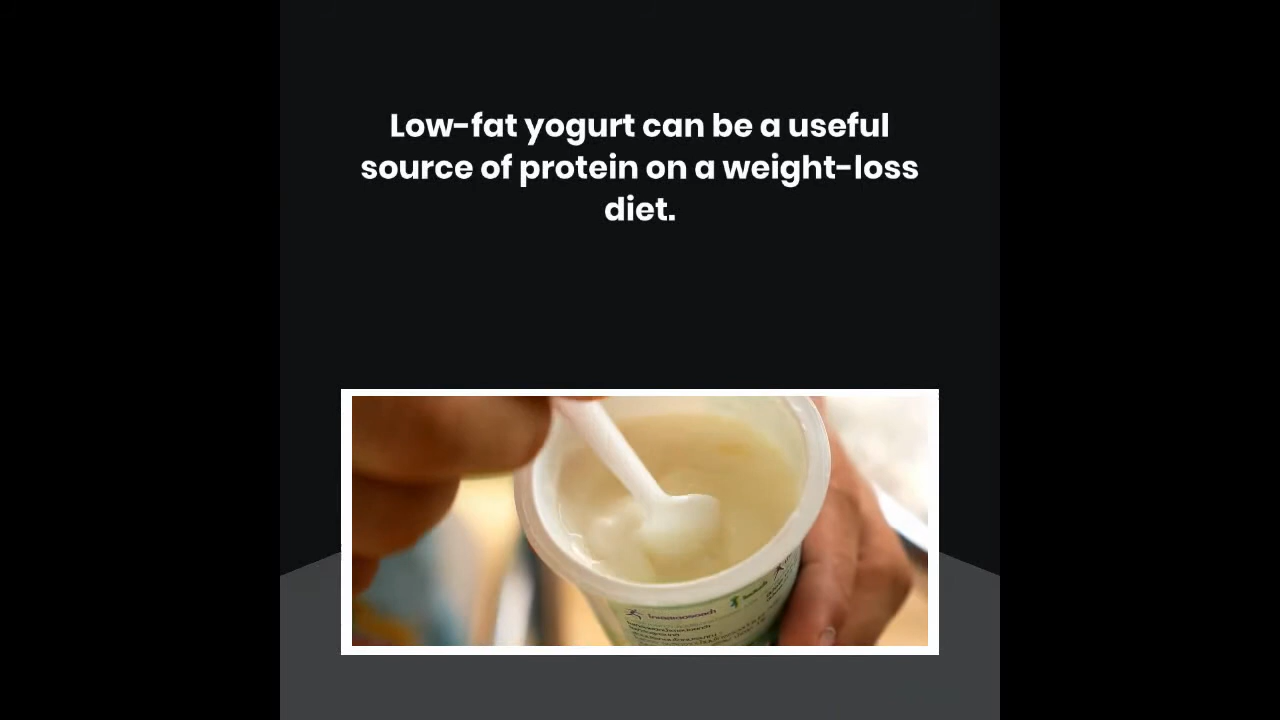 Low-fat yogurt can be a useful
source of protein on a weight-loss
diet.